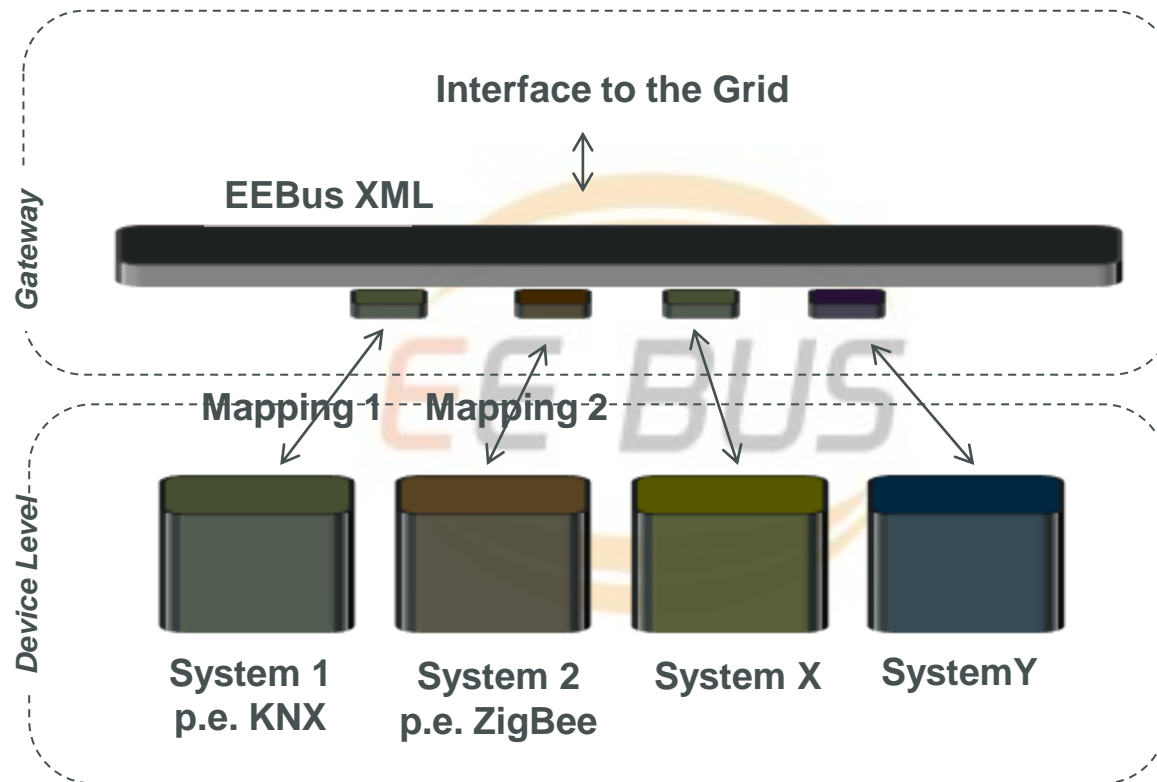 Interface to the Grid
EEBus XML
Gateway
EE BUS
Mapping 1 Mapping 2
Device Level
System 1
p.e. KNX
System 2
p.e. ZigBee
System X
SystemY